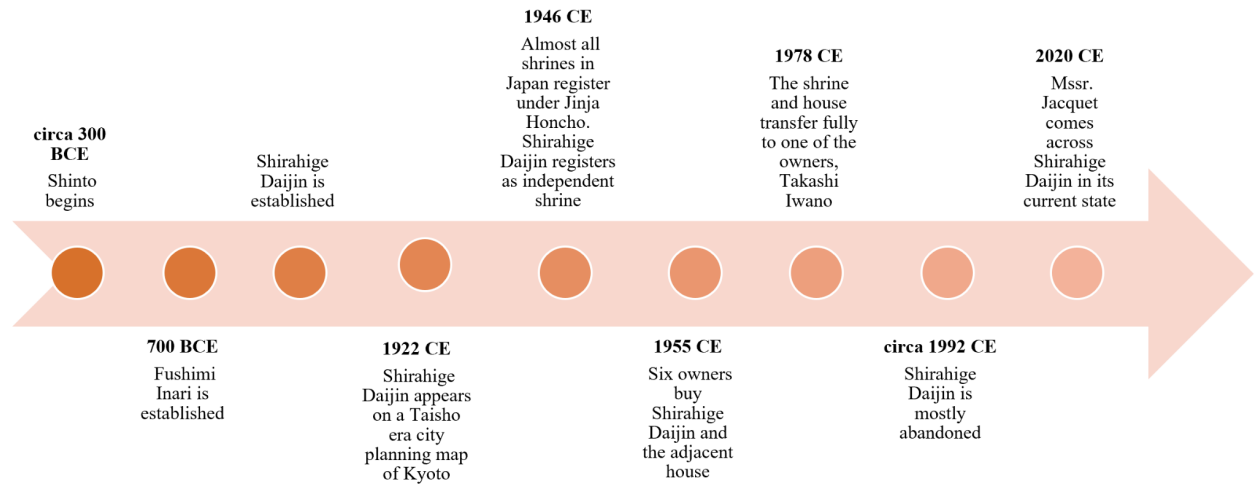 circa 300
BCE
Shinto
begins
700 BCE
Fushimi
Inari is
established
Shirahige
Daijin is
established
1922 CE
Shirahige
Daijin appears
on a Taisho
era city
planning map
of Kyoto
1946 CE
Almost all
shrines in
Japan register
under Jinja
Honcho.
Shirahige
Daijin registers
as independent
shrine
1955 CE
Six owners
buy
Shirahige
Daijin and
the adjacent
house
1978 CE
The shrine
and house
transfer fully
to one of the
owners,
Takashi
Iwano
circa 1992 CE
Shirahige
Daijin is
mostly
abandoned
2020 CE
Mssr.
Jacquet
comes
across
Shirahige
Daijin in its
current state